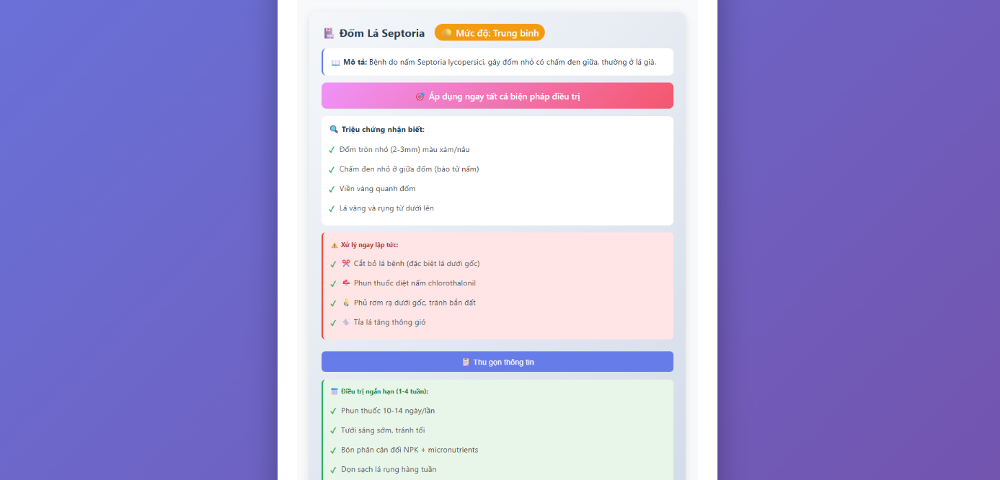 Đốm Lá Septoria Mức độ: Trung bình
Mô tả: Bệnh do nấm Septoria lycopersici, gây đốm nhỏ có chấm đen giữa, thường ở lá già.
Áp dụng ngay tất cả biện pháp điều trị
Triệu chứng nhận biết:
✓ Đốm tròn nhỏ (2-3mm) màu xám/nâu
✓ Chấm đen nhỏ ở giữa đốm (bào tử nấm)
✓ Viền vàng quanh đốm
✓ Lá vàng và rụng từ dưới lên
Xử lý ngay lập tức:
✓ Cắt bỏ lá bệnh (đặc biệt lá dưới gốc)
✓ Phun thuốc diệt nấm chlorothalonil
✓ Phủ rơm rạ dưới gốc, tránh bắn đất
✓ Tỉa lá tăng thông gió
Thu gọn thông tin
Điều trị ngắn hạn (1-4 tuần):
✓ Phun thuốc 10-14 ngày/lần
✓ Tưới sáng sớm, tránh tối
✓ Bón phân cân đối NPK + micronutrients
✓ Dọn sạch lá rụng hàng tuần